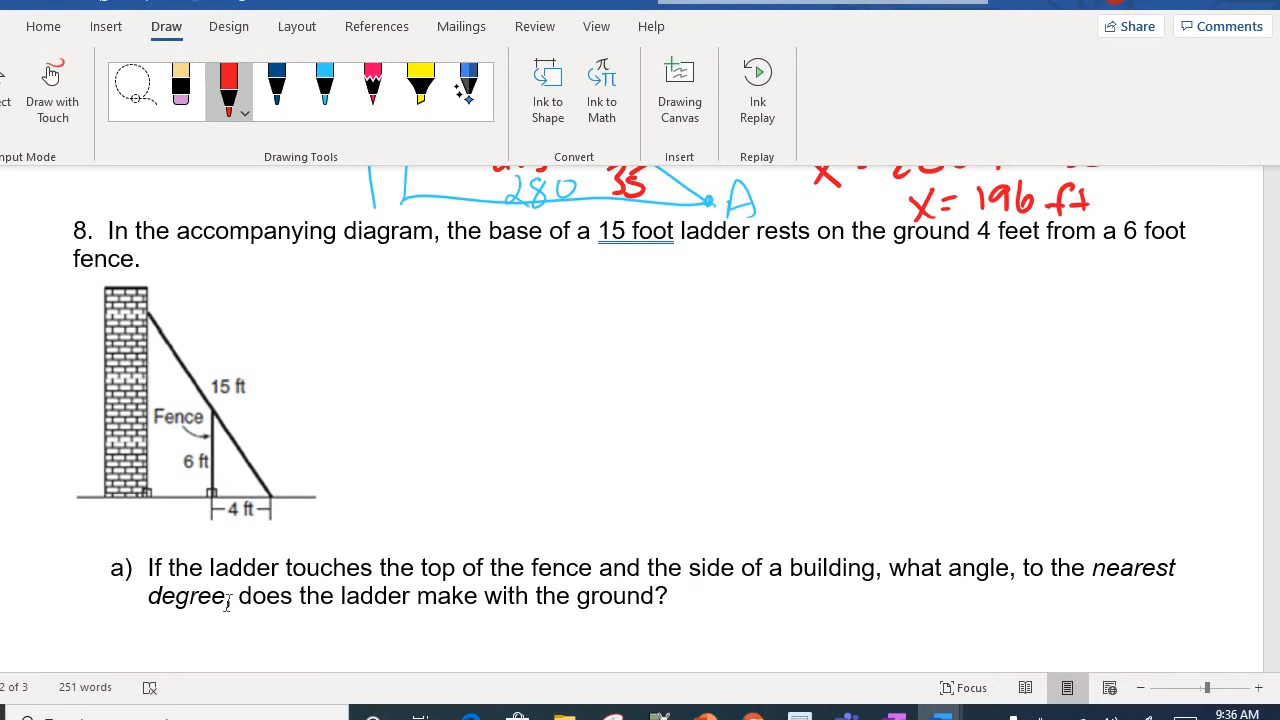 Home Insert Draw Design Layout References Mailings Review View Help Share Comments
Draw with Touch
Ink to Shape
Ink to Math
Drawing Canvas
Ink Replay
Drawing Tools Convert Insert Replay
280 35 A
x = 196 ft
8. In the accompanying diagram, the base of a 15 foot ladder rests on the ground 4 feet from a 6 foot
fence.
15 ft
Fence
6 ft
4 ft
a) If the ladder touches the top of the fence and the side of a building, what angle, to the nearest
degree, does the ladder make with the ground?
2 of 3 251 words Focus
9:36 AM